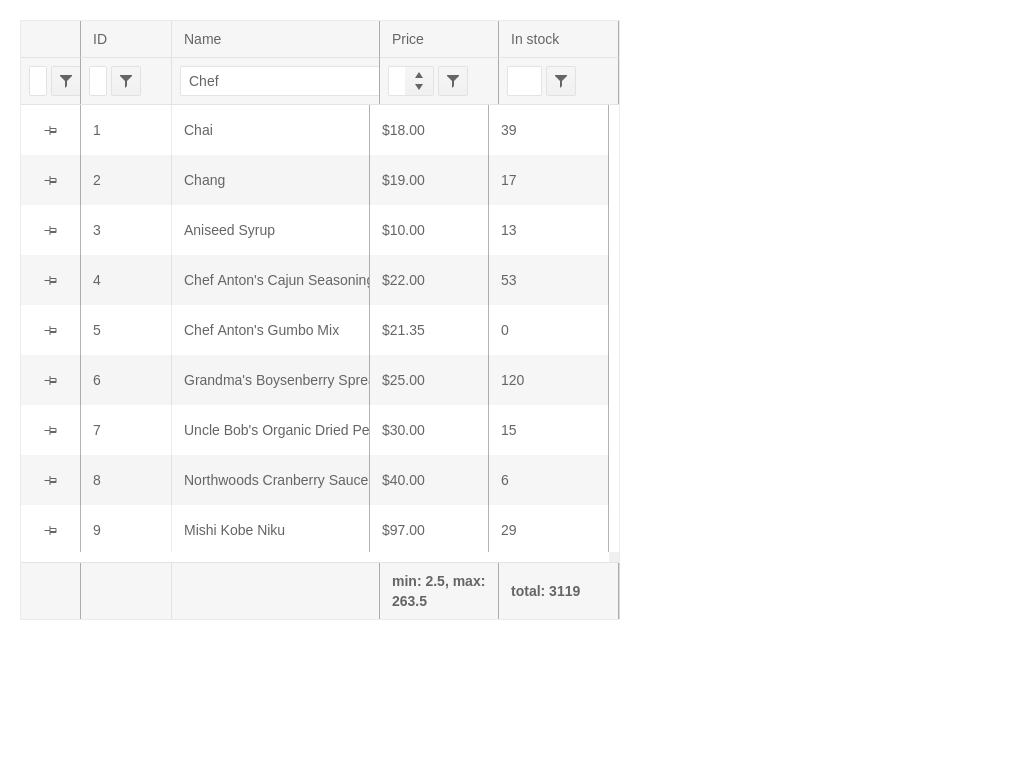 ID Name Price In stock
Chef
1 Chai $18.00 39
2 Chang $19.00 17
3 Aniseed Syrup $10.00 13
4 Chef Anton's Cajun Seasoning $22.00 53
5 Chef Anton's Gumbo Mix $21.35 0
6 Grandma's Boysenberry Spre $25.00 120
7 Uncle Bob's Organic Dried Pe $30.00 15
8 Northwoods Cranberry Sauce $40.00 6
9 Mishi Kobe Niku $97.00 29
min: 2.5, max:
263.5
total: 3119